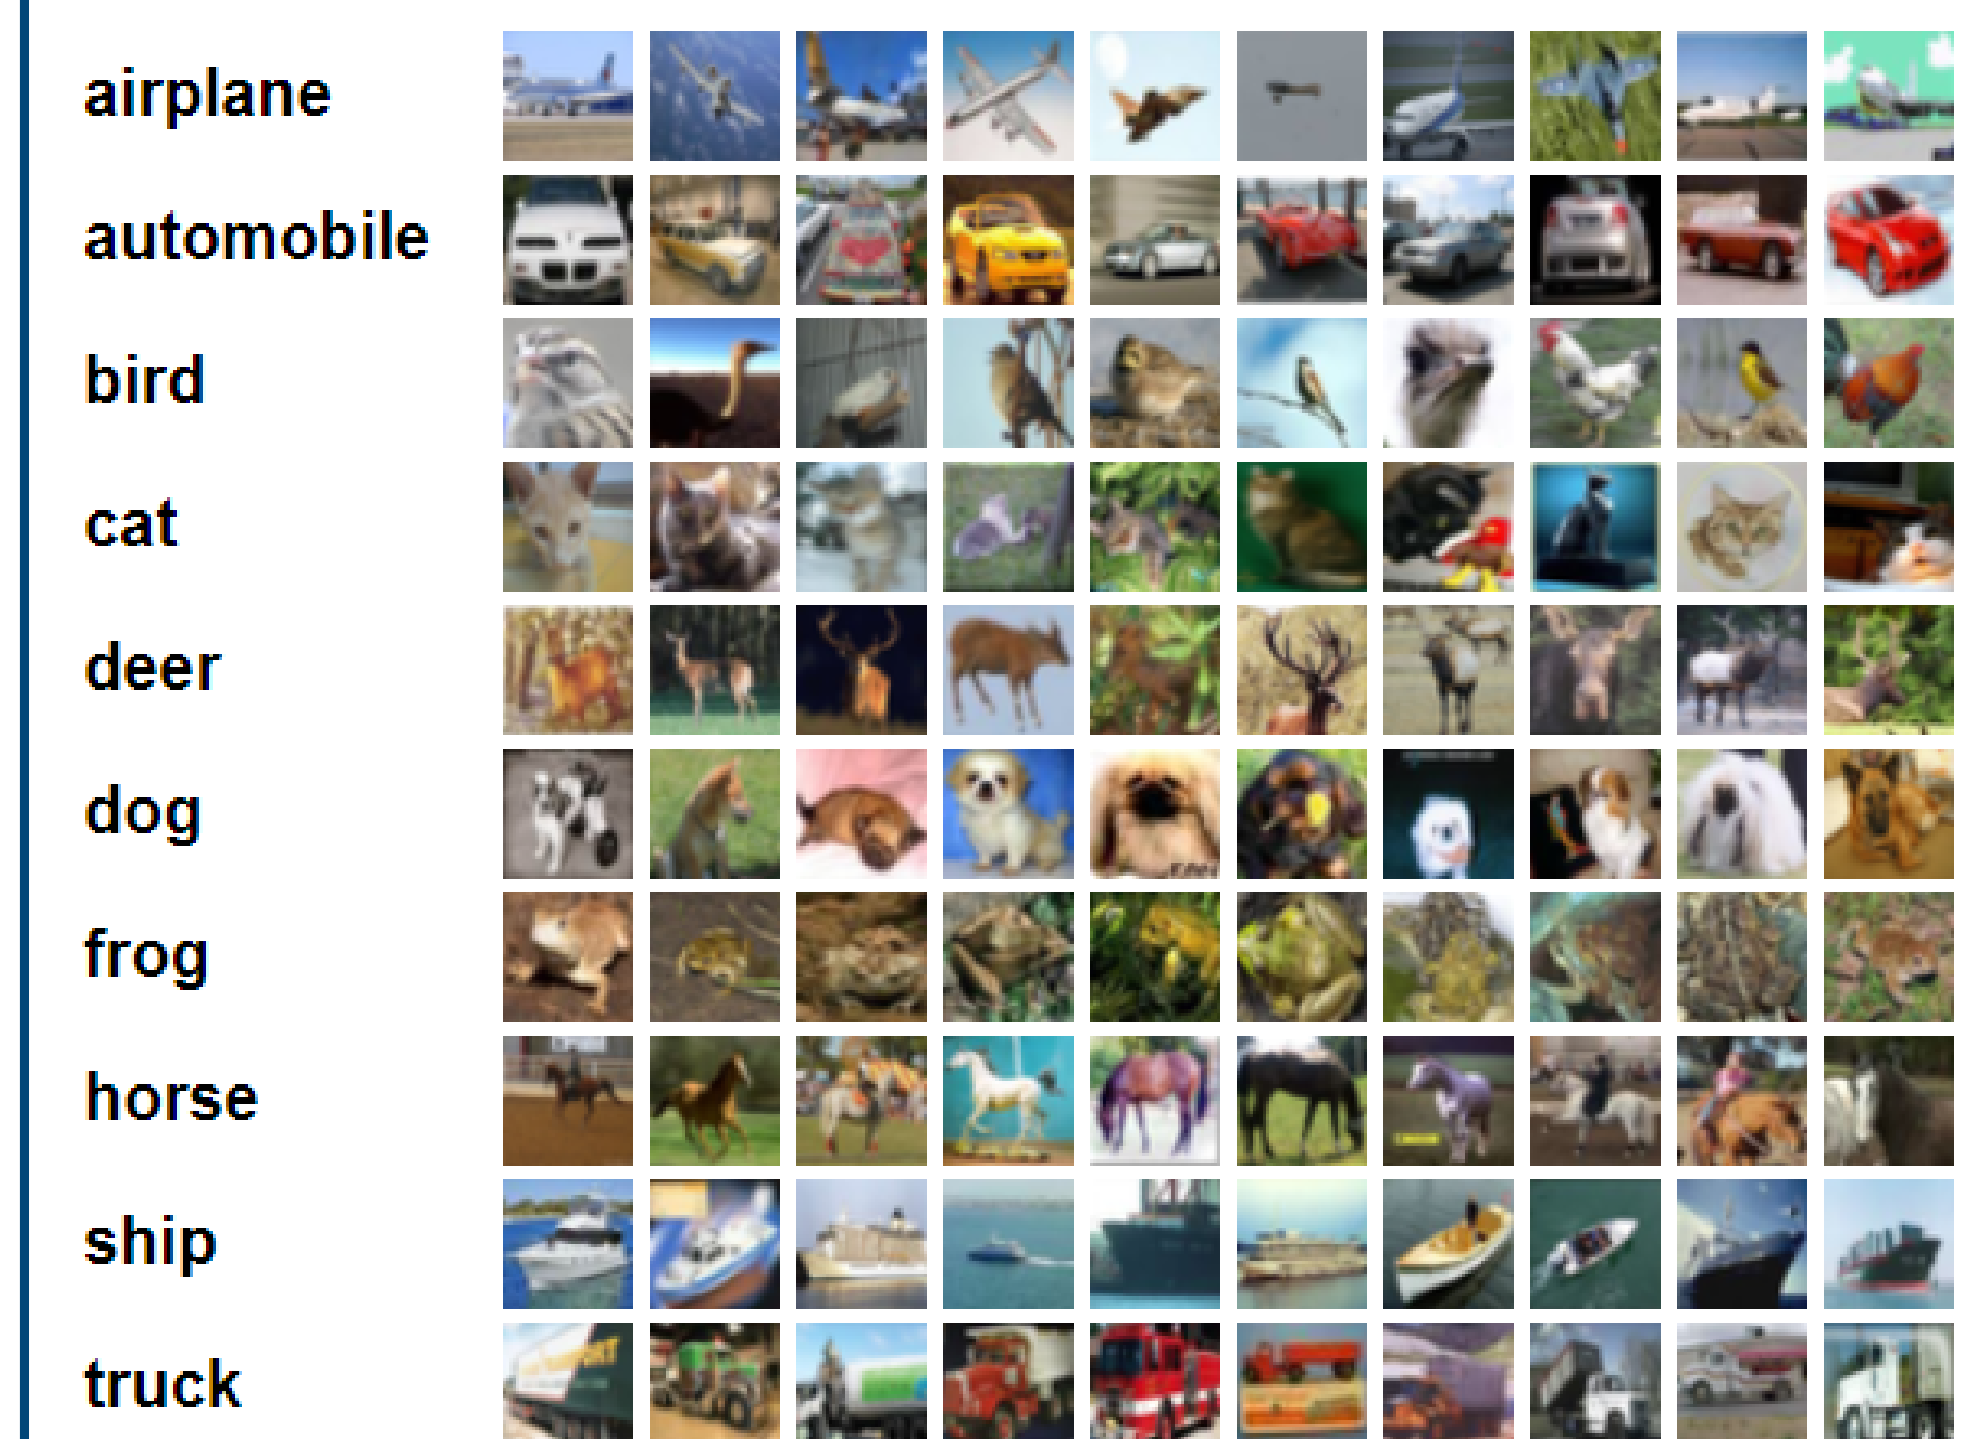 airplane
automobile
bird
cat
deer
dog
frog
horse
ship
truck